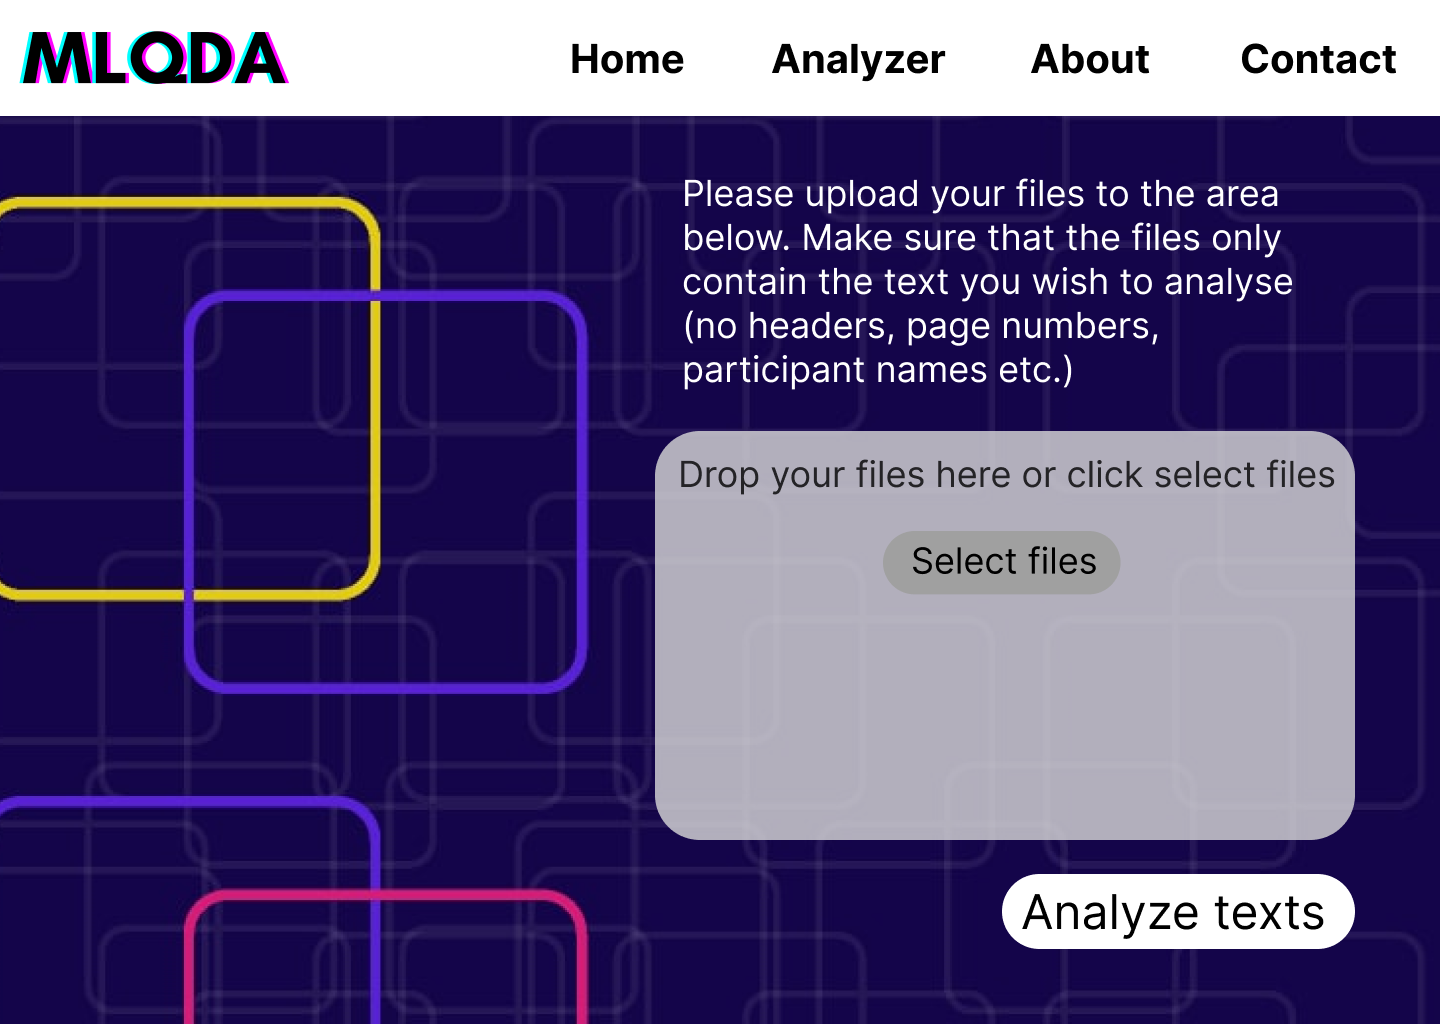 MLQDA
Home Analyzer About Contact
Please upload your files to the area
below. Make sure that the files only
contain the text you wish to analyse
(no headers, page numbers,
participant names etc.)
Drop your files here or click select files
Select files
Analyze texts